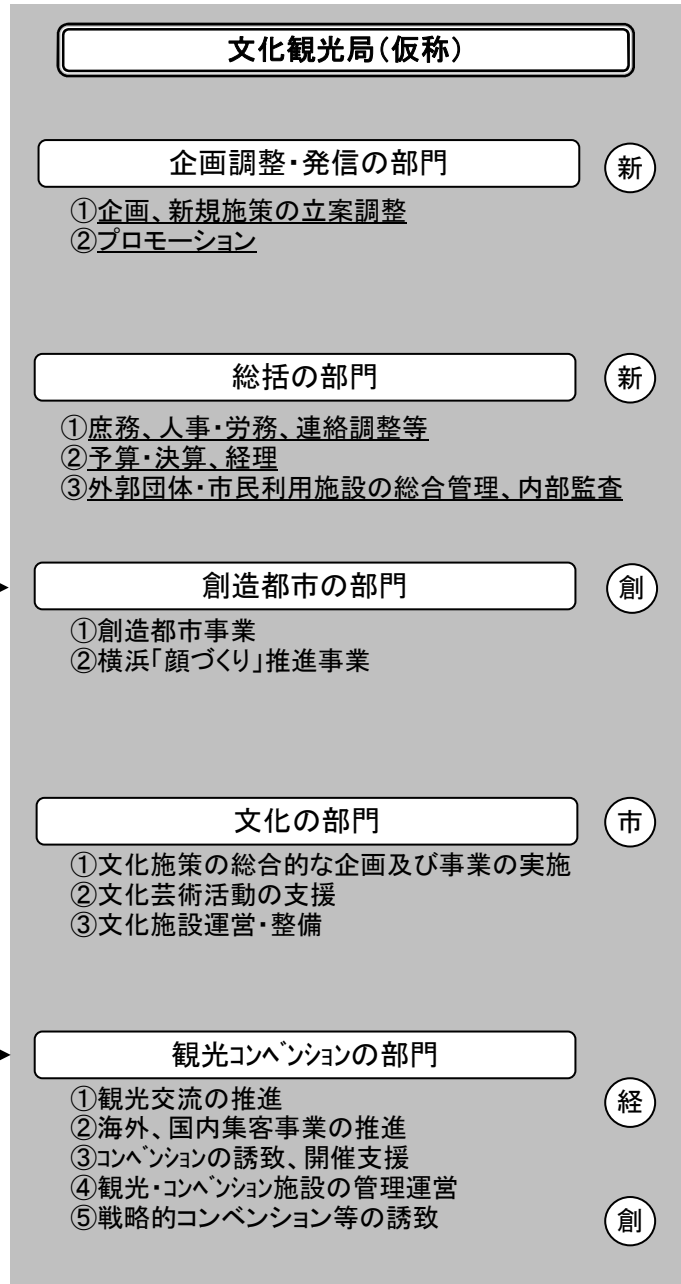 文化観光局（仮称）
企画調整・発信の部門 新
①企画、新規施策の立案調整
②プロモーション
総括の部門 新
①庶務、人事・労務、連絡調整等
②予算・決算、経理
③外郭団体・市民利用施設の総合管理、内部監査
創造都市の部門 創
①創造都市事業
②横浜「顔づくり」推進事業
文化の部門 市
①文化施策の総合的な企画及び事業の実施
②文化芸術活動の支援
③文化施設運営・整備
観光ｺﾝﾍﾞﾝｼｮﾝの部門
①観光交流の推進 経
②海外、国内集客事業の推進
③ｺﾝﾍﾞﾝｼｮﾝの誘致、開催支援
④観光・ｺﾝﾍﾞﾝｼｮﾝ施設の管理運営
⑤戦略的コンベンション等の誘致 創